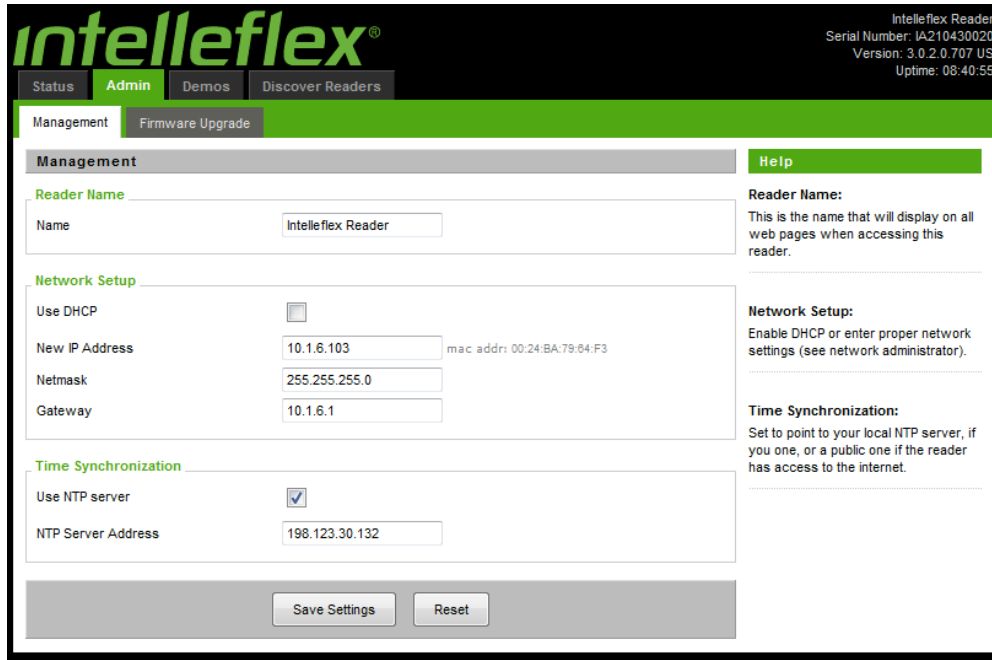 Intelleflex®
Intelleflex Reader
Serial Number: IA210430020
Version: 3.0.2.0.707 US
Uptime: 08:40:55
Status Admin Demos Discover Readers
Management Firmware Upgrade
Management
Reader Name
Name Intelleflex Reader
Network Setup
Use DHCP
New IP Address 10.1.6.103 mac addr: 00:24:BA:79:64:F3
Netmask 255.255.255.0
Gateway 10.1.6.1
Time Synchronization
Use NTP server
NTP Server Address 198.123.30.132
Save Settings Reset
Help
Reader Name:
This is the name that will display on all
web pages when accessing this
reader.
Network Setup:
Enable DHCP or enter proper network
settings (see network administrator).
Time Synchronization:
Set to point to your local NTP server, if
you one, or a public one if the reader
has access to the internet.